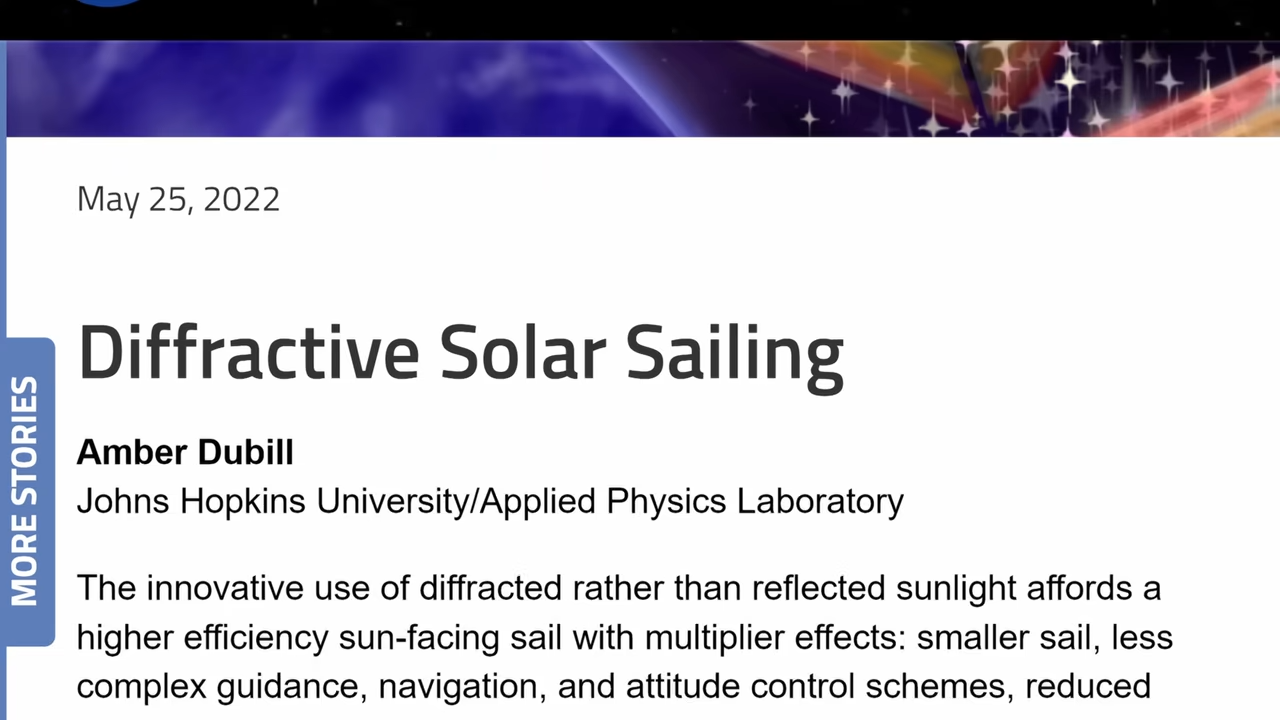 May 25, 2022
Diffractive Solar Sailing
Amber Dubill
Johns Hopkins University/Applied Physics Laboratory
The innovative use of diffracted rather than reflected sunlight affords a
higher efficiency sun-facing sail with multiplier effects: smaller sail, less
complex guidance, navigation, and attitude control schemes, reduced
MORE STORIES